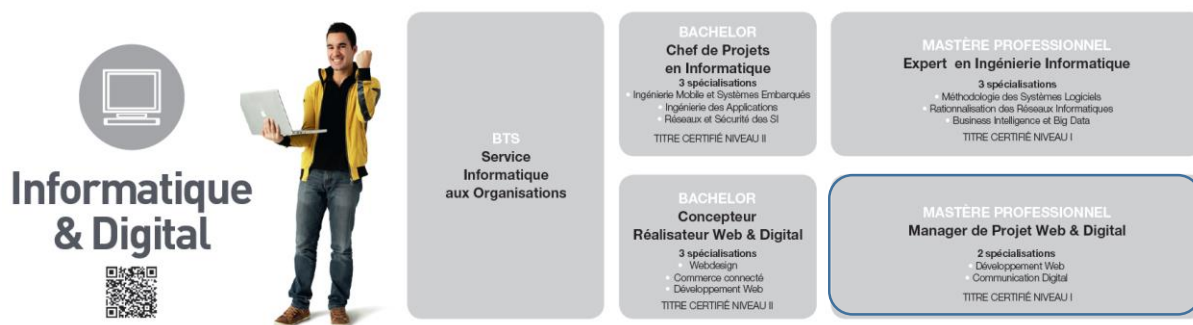 Informatique
& Digital
BTS
Service
Informatique
aux Organisations
BACHELOR
Chef de Projets
en Informatique
3 spécialisations
• Ingénierie Mobile et Systèmes Embarqués
• Ingénierie des Applications
• Réseaux et Sécurité des SI
TITRE CERTIFIÉ NIVEAU II
BACHELOR
Concepteur
Réalisateur Web & Digital
3 spécialisations
• Webdesign
• Commerce connecté
• Développement Web
TITRE CERTIFIÉ NIVEAU II
MASTÈRE PROFESSIONNEL
Expert en Ingénierie Informatique
3 spécialisations
• Méthodologie des Systèmes Logiciels
• Rationnalisation des Réseaux Informatiques
• Business Intelligence et Big Data
TITRE CERTIFIÉ NIVEAU I
MASTÈRE PROFESSIONNEL
Manager de Projet Web & Digital
2 spécialisations
• Développement Web
• Communication Digital
TITRE CERTIFIÉ NIVEAU I